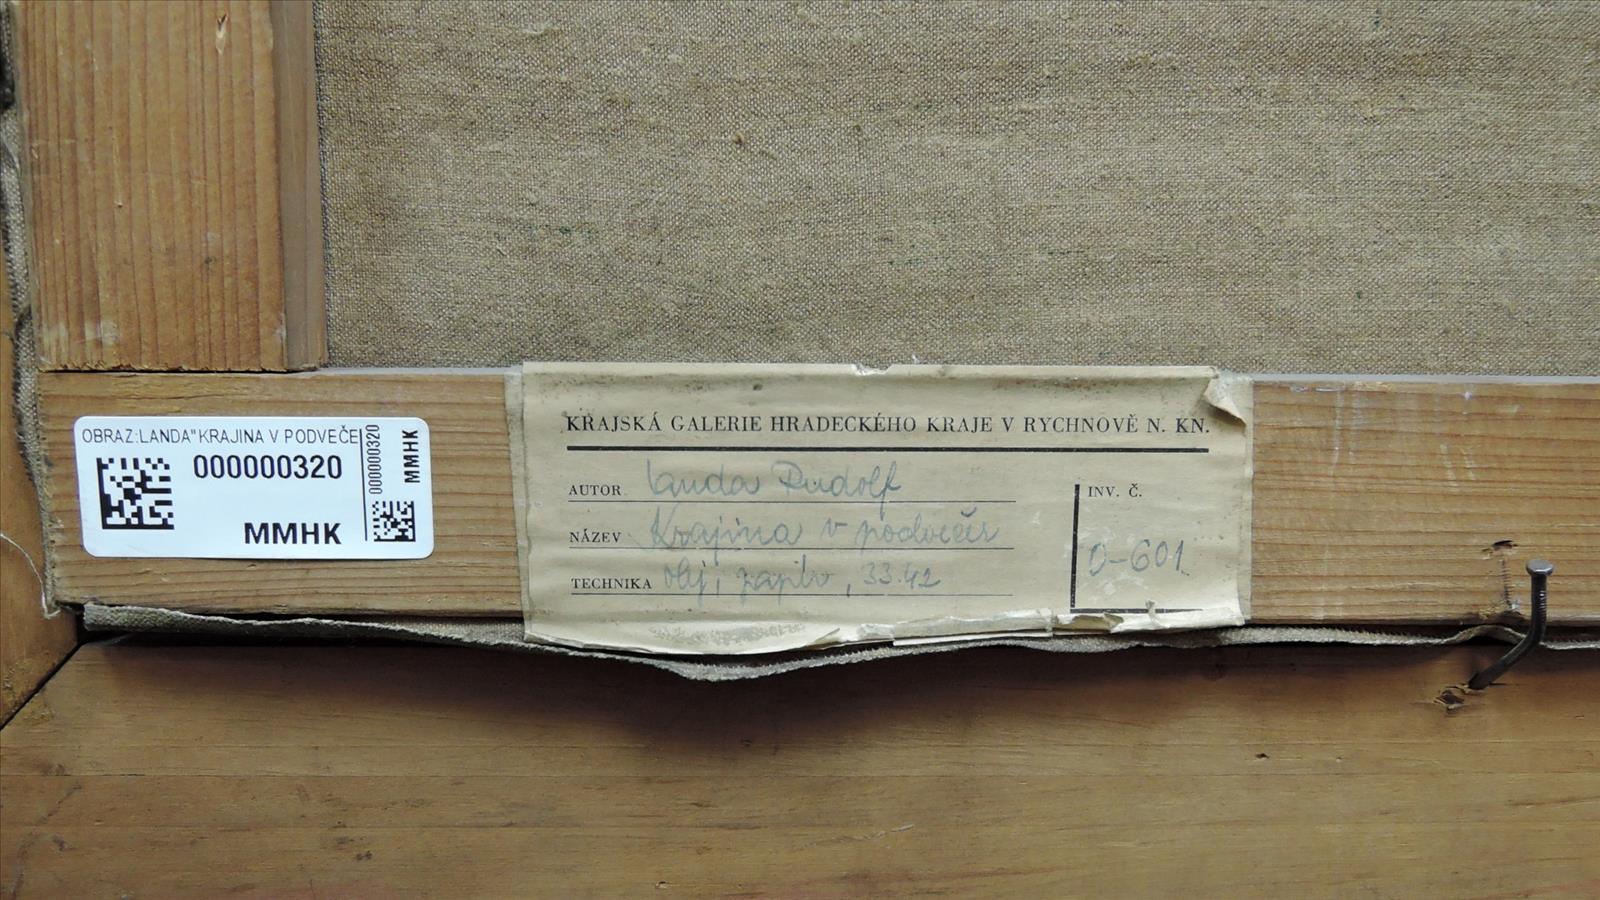 OBRAZ:LANDA"KRAJINA V PODVEČE
000000320
MMHK
000000320
MMHK
KRAJSKÁ GALERIE HRADECKÉHO KRAJE V RYCHNOVĚ N. KN.
AUTOR Landa Rudolf
NÁZEV Krajina v podvečer
TECHNIKA olej, 33.42
INV. Č.
O-601